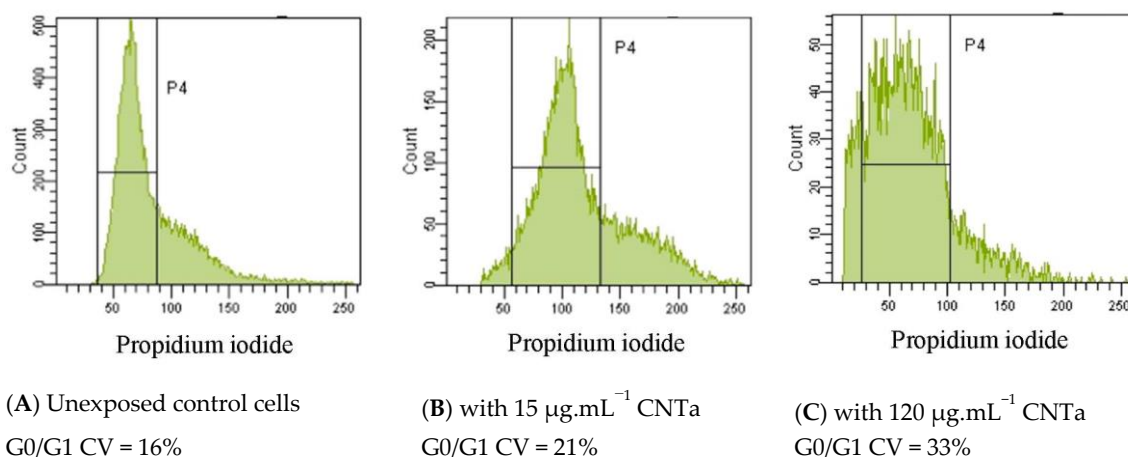 500
400
300
200
100
0
Count
P4
50 100 150 200 250
Propidium iodide
(A) Unexposed control cells
G0/G1 CV = 16%
200
150
100
50
0
Count
P4
50 100 150 200 250
Propidium iodide
(B) with 15 µg.mL⁻¹ CNTa
G0/G1 CV = 21%
50
40
30
20
10
0
Count
P4
50 100 150 200 250
Propidium iodide
(C) with 120 µg.mL⁻¹ CNTa
G0/G1 CV = 33%